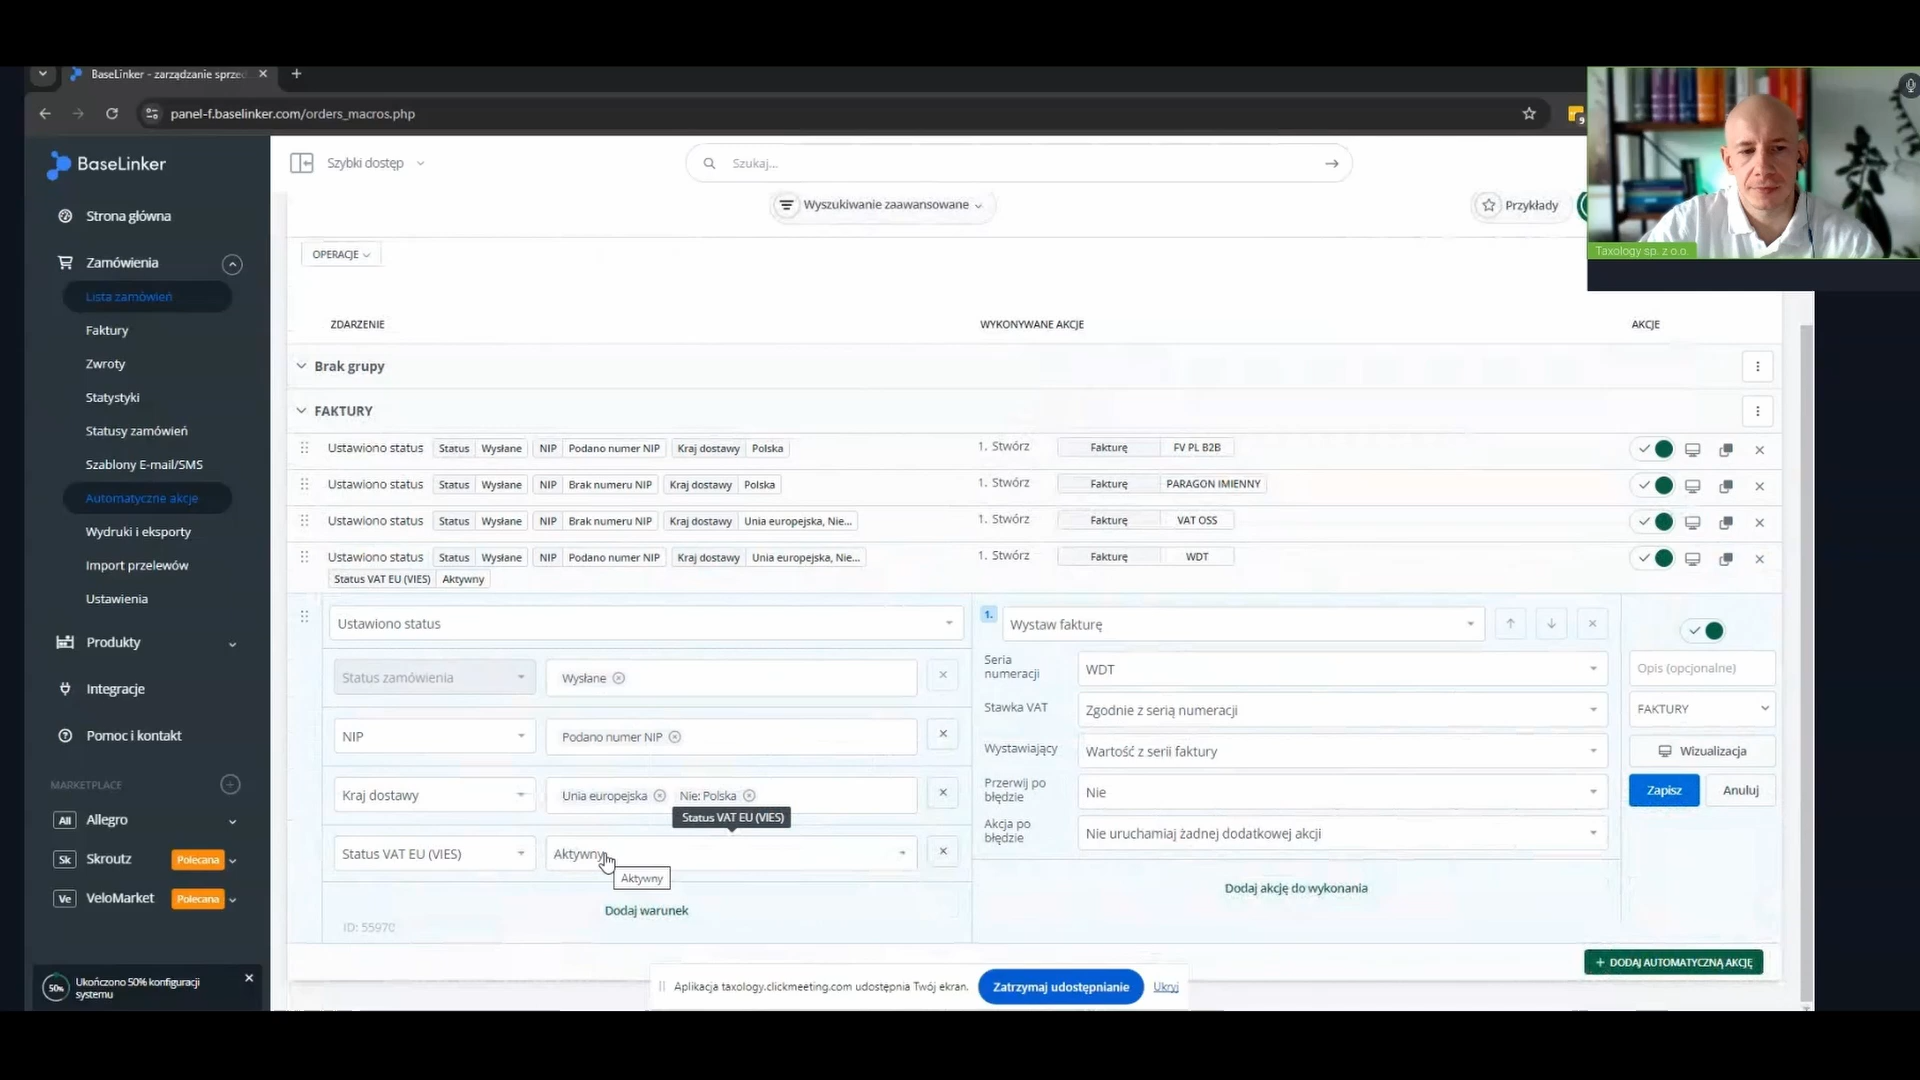 BaseLinker - zarządzanie sprzed
panel-f.baselinker.com/orders_macros.php
9
Taxology sp. z o.o.
BaseLinker
Szybki dostęp
Szukaj...
Wyszukiwanie zaawansowane
Przykłady
Strona główna
Zamówienia
Lista zamówień
Faktury
Zwroty
Statystyki
Statusy zamówień
Szablony E-mail/SMS
Automatyczne akcje
Wydruki i eksporty
Import przelewów
Ustawienia
Produkty
Integracje
Pomoc i kontakt
MARKETPLACE
All Allegro
Sk Skroutz Polecana
Ve VeloMarket Polecana
50% Ukończono 50% konfiguracji
systemu
OPERACJE
ZDARZENIE WYKONYWANE AKCJE AKCJE
Brak grupy
FAKTURY
Ustawiono status Status Wysłane NIP Podano numer NIP Kraj dostawy Polska 1. Stwórz Fakturę FV PL B2B
Ustawiono status Status Wysłane NIP Brak numeru NIP Kraj dostawy Polska 1. Stwórz Fakturę PARAGON IMIENNY
Ustawiono status Status Wysłane NIP Brak numeru NIP Kraj dostawy Unia europejska, Nie... 1. Stwórz Fakturę VAT OSS
Ustawiono status Status Wysłane NIP Podano numer NIP Kraj dostawy Unia europejska, Nie... 1. Stwórz Fakturę WDT
Status VAT EU (VIES) Aktywny
Ustawiono status
Status zamówienia Wysłane
NIP Podano numer NIP
Kraj dostawy Unia europejska Nie: Polska
Status VAT EU (VIES)
Status VAT EU (VIES) Aktywny
Aktywny
Dodaj warunek
ID: 55970
1. Wystaw fakturę
Seria
numeracji WDT
Stawka VAT Zgodnie z serią numeracji
Wystawiający Wartość z serii faktury
Przerwij po
błędzie Nie
Akcja po
błędzie Nie uruchamiaj żadnej dodatkowej akcji
Dodaj akcję do wykonania
Opis (opcjonalne)
FAKTURY
Wizualizacja
Zapisz Anuluj
+ DODAJ AUTOMATYCZNĄ AKCJĘ
Aplikacja taxology.clickmeeting.com udostępnia Twój ekran. Zatrzymaj udostępnianie Ukryj